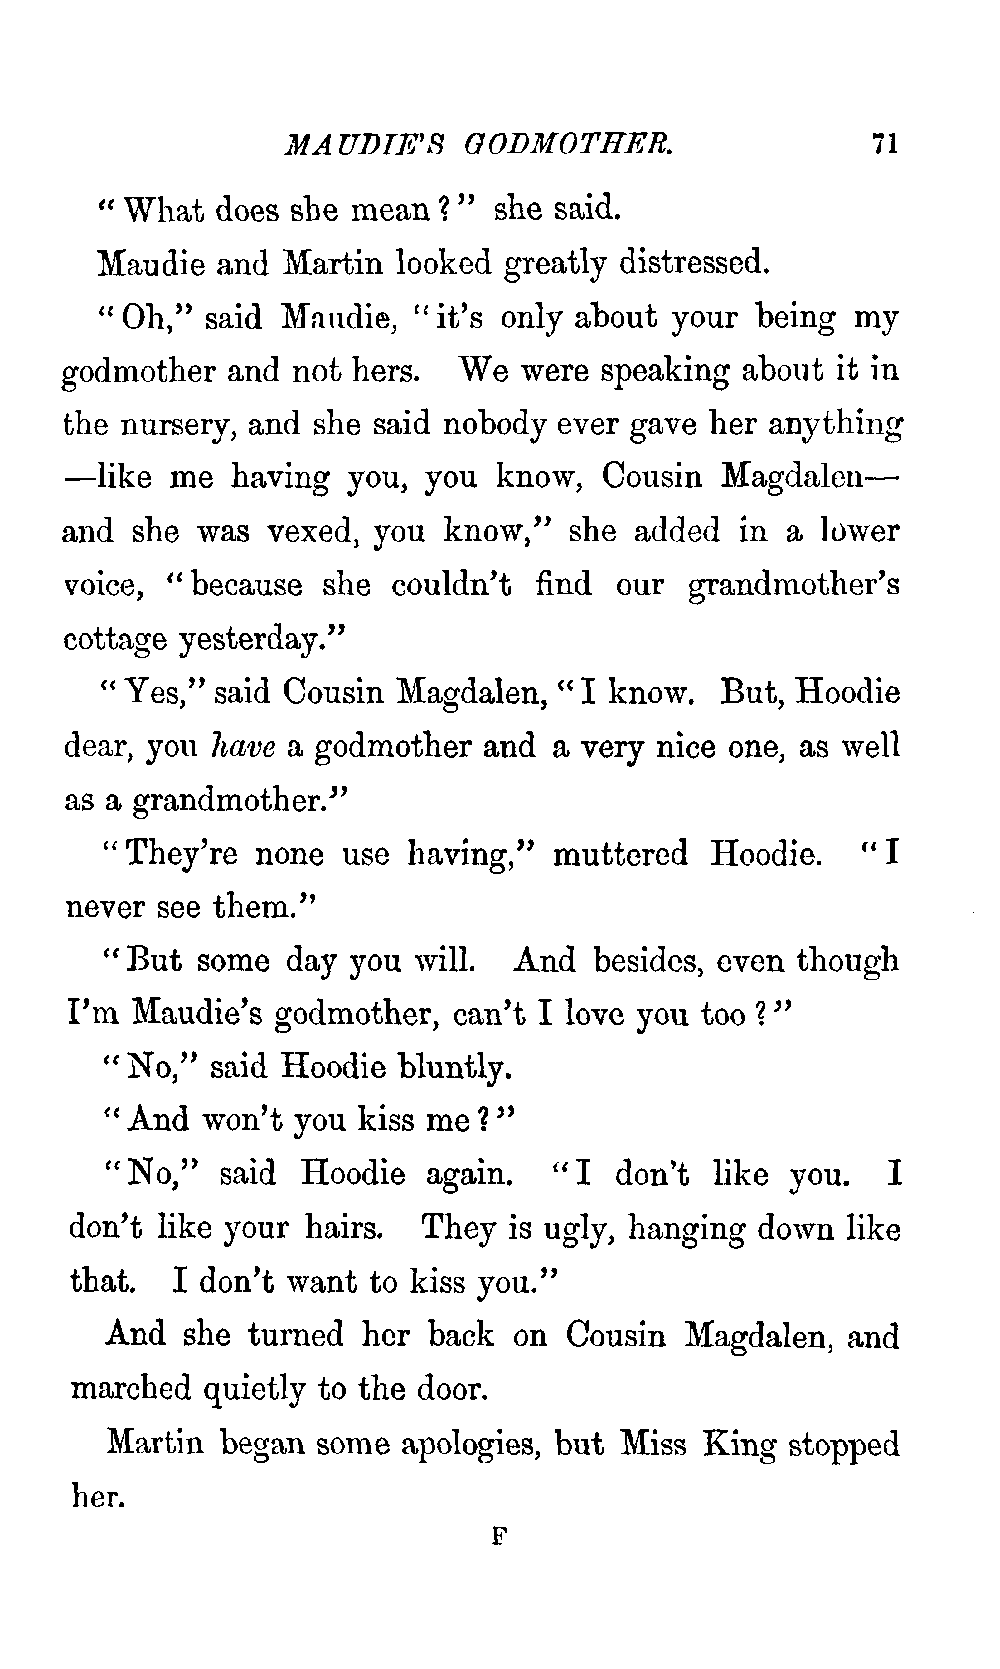 MAUDIE'S GODMOTHER. 71
"What does she mean?" she said.
Maudie and Martin looked greatly distressed.
"Oh," said Maudie, "it's only about your being my
godmother and not hers. We were speaking about it in
the nursery, and she said nobody ever gave her anything
—like me having you, you know, Cousin Magdalen—
and she was vexed, you know," she added in a lower
voice, "because she couldn't find our grandmother's
cottage yesterday."
"Yes," said Cousin Magdalen, "I know. But, Hoodie
dear, you have a godmother and a very nice one, as well
as a grandmother."
"They're none use having," muttered Hoodie. "I
never see them."
"But some day you will. And besides, even though
I'm Maudie's godmother, can't I love you too?"
"No," said Hoodie bluntly.
"And won't you kiss me?"
"No," said Hoodie again. "I don't like you. I
don't like your hairs. They is ugly, hanging down like
that. I don't want to kiss you."
And she turned her back on Cousin Magdalen, and
marched quietly to the door.
Martin began some apologies, but Miss King stopped
her.
F